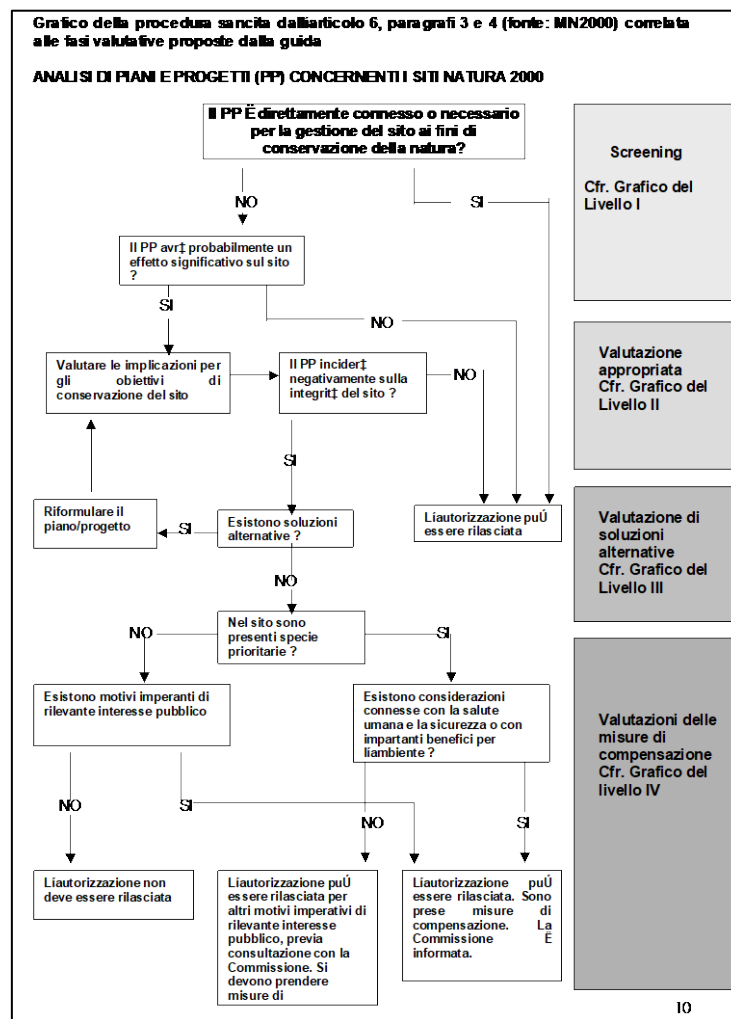 Grafico della procedura sancita dallíarticolo 6, paragrafi 3 e 4 (fonte: MN2000) correlata
alle fasi valutative proposte dalla guida
ANALISI DI PIANI E PROGETTI (PP) CONCERNENTI I SITI NATURA 2000
Il PP Ë direttamente connesso o necessario
per la gestione del sito ai fini di
conservazione della natura?
Screening
Cfr. Grafico del
Livello I
NO
SI
Il PP avr‡ probabilmente un
effetto significativo sul sito
?
SI
NO
Valutare le implicazioni per
gli obiettivi di
conservazione del sito
Il PP incider‡
negativamente sulla
integrit‡ del sito ?
NO
Valutazione
appropriata
Cfr. Grafico del
Livello II
SI
Riformulare il
piano/progetto
SI
Esistono soluzioni
alternative ?
Líautorizzazione puÚ
essere rilasciata
Valutazione di
soluzioni
alternative
Cfr. Grafico del
Livello III
NO
Nel sito sono
presenti specie
prioritarie ?
NO
SI
Esistono motivi imperanti di
rilevante interesse pubblico
Esistono considerazioni
connesse con la salute
umana e la sicurezza o con
impartanti benefici per
líambiente ?
Valutazioni delle
misure di
compensazione
Cfr. Grafico del
livello IV
NO
SI
NO
SI
Líautorizzazione non
deve essere rilasciata
Líautorizzazione puÚ
essere rilasciata per
altri motivi imperativi di
rilevante interesse
pubblico, previa
consultazione con la
Commissione. Si
devono prendere
misure di
Líautorizzazione puÚ
essere rilasciata. Sono
prese misure di
compensazione. La
Commissione Ë
informata.
10